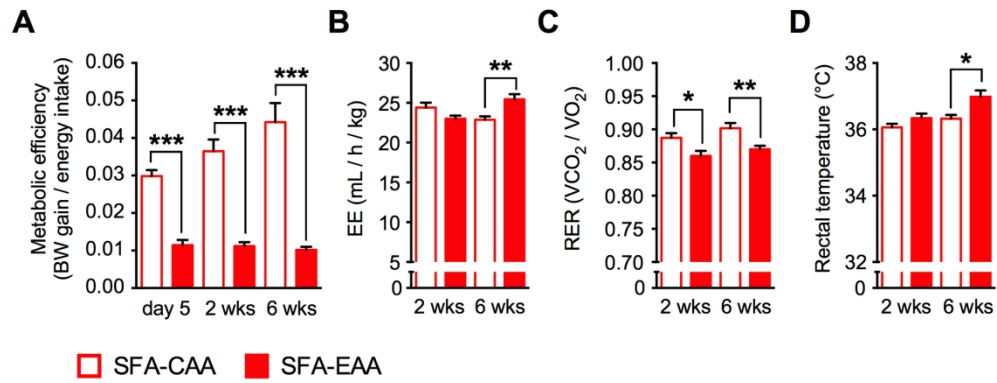 A
Metabolic efficiency
(BW gain / energy intake)
0.06
0.05
0.04
0.03
0.02
0.01
0.00
***
***
***
day 5 2 wks 6 wks
B
EE (mL / h / kg)
30
25
20
15
10
5
0
**
2 wks 6 wks
C
RER (VCO₂ / VO₂)
1.00
0.95
0.90
0.85
0.80
0.75
0.70
0
*
**
2 wks 6 wks
D
Rectal temperature (°C)
38
36
34
32
0
*
2 wks 6 wks
SFA-CAA SFA-EAA